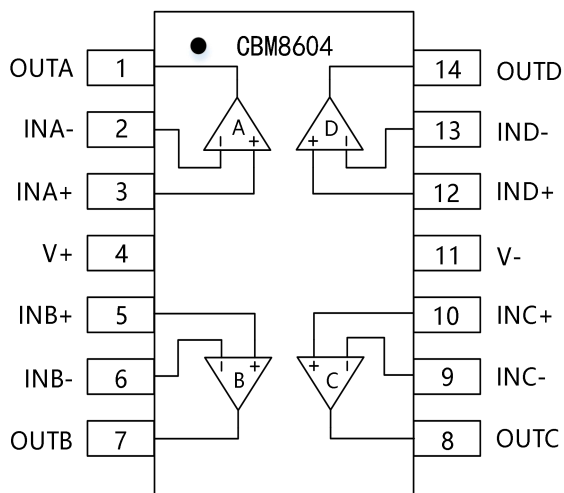 CBM8604
OUTA 1 14 OUTD
INA- 2 A D 13 IND-
- + + -
INA+ 3 12 IND+
V+ 4 11 V-
INB+ 5 10 INC+
- + + -
INB- 6 B C 9 INC-
OUTB 7 8 OUTC